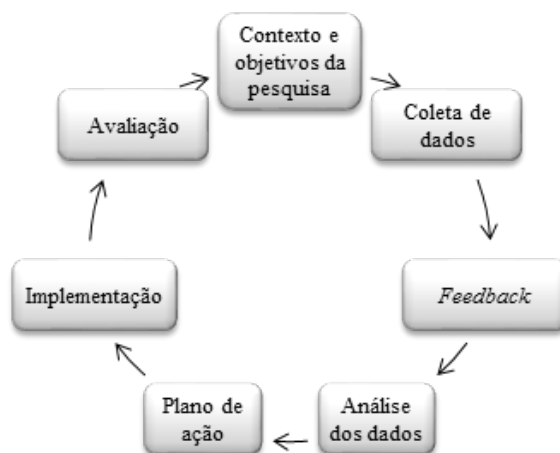 Contexto e
objetivos da
pesquisa
Coleta de
dados
Feedback
Análise
dos dados
Plano de
ação
Implementação
Avaliação